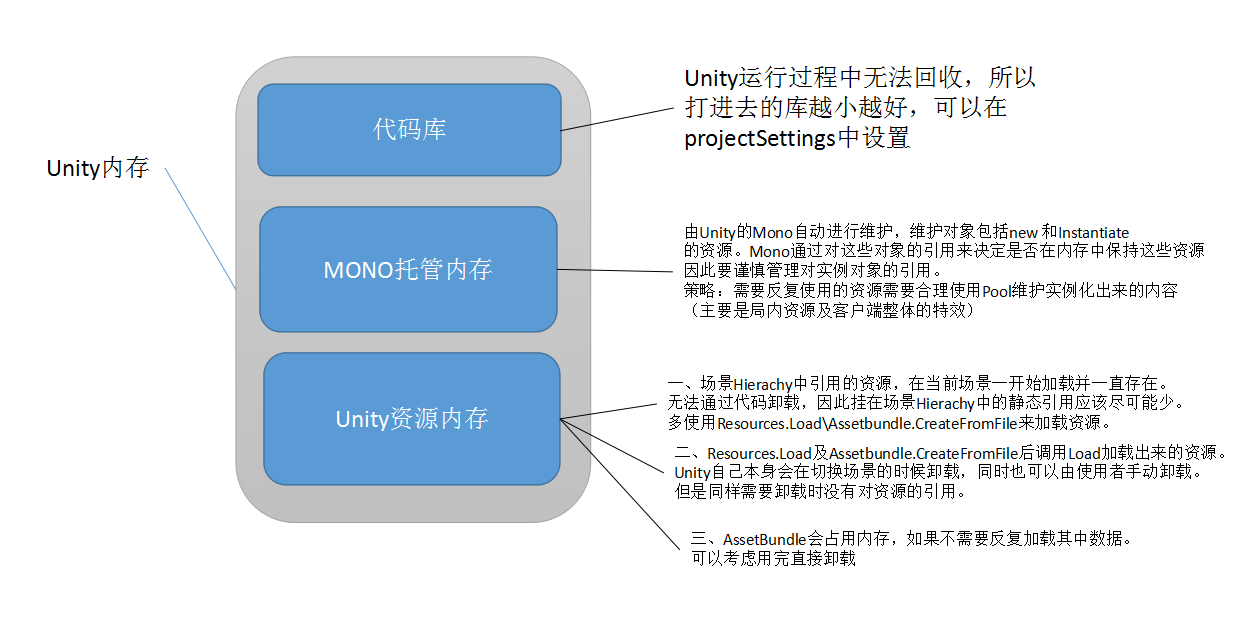 Unity内存
代码库
Unity运行过程中无法回收，所以
打进去的库越小越好，可以在
projectSettings中设置
MONO托管内存
由Unity的Mono自动进行维护，维护对象包括new 和Instantiate
的资源。Mono通过对这些对象的引用来决定是否在内存中保持这些资源
因此要谨慎管理对实例对象的引用。
策略：需要反复使用的资源需要合理使用Pool维护实例化出来的内容
（主要是局内资源及客户端整体的特效）
Unity资源内存
一、场景Hierachy中引用的资源，在当前场景一开始加载并一直存在。
无法通过代码卸载，因此挂在场景Hierachy中的静态引用应该尽可能少。
多使用Resources.Load\Assetbundle.CreateFromFile来加载资源。
二、Resources.Load及Assetbundle.CreateFromFile后调用Load加载出来的资源。
Unity自己本身会在切换场景的时候卸载，同时也可以由使用者手动卸载。
但是同样需要卸载时没有对资源的引用。
三、AssetBundle会占用内存，如果不需要反复加载其中数据。
可以考虑用完直接卸载